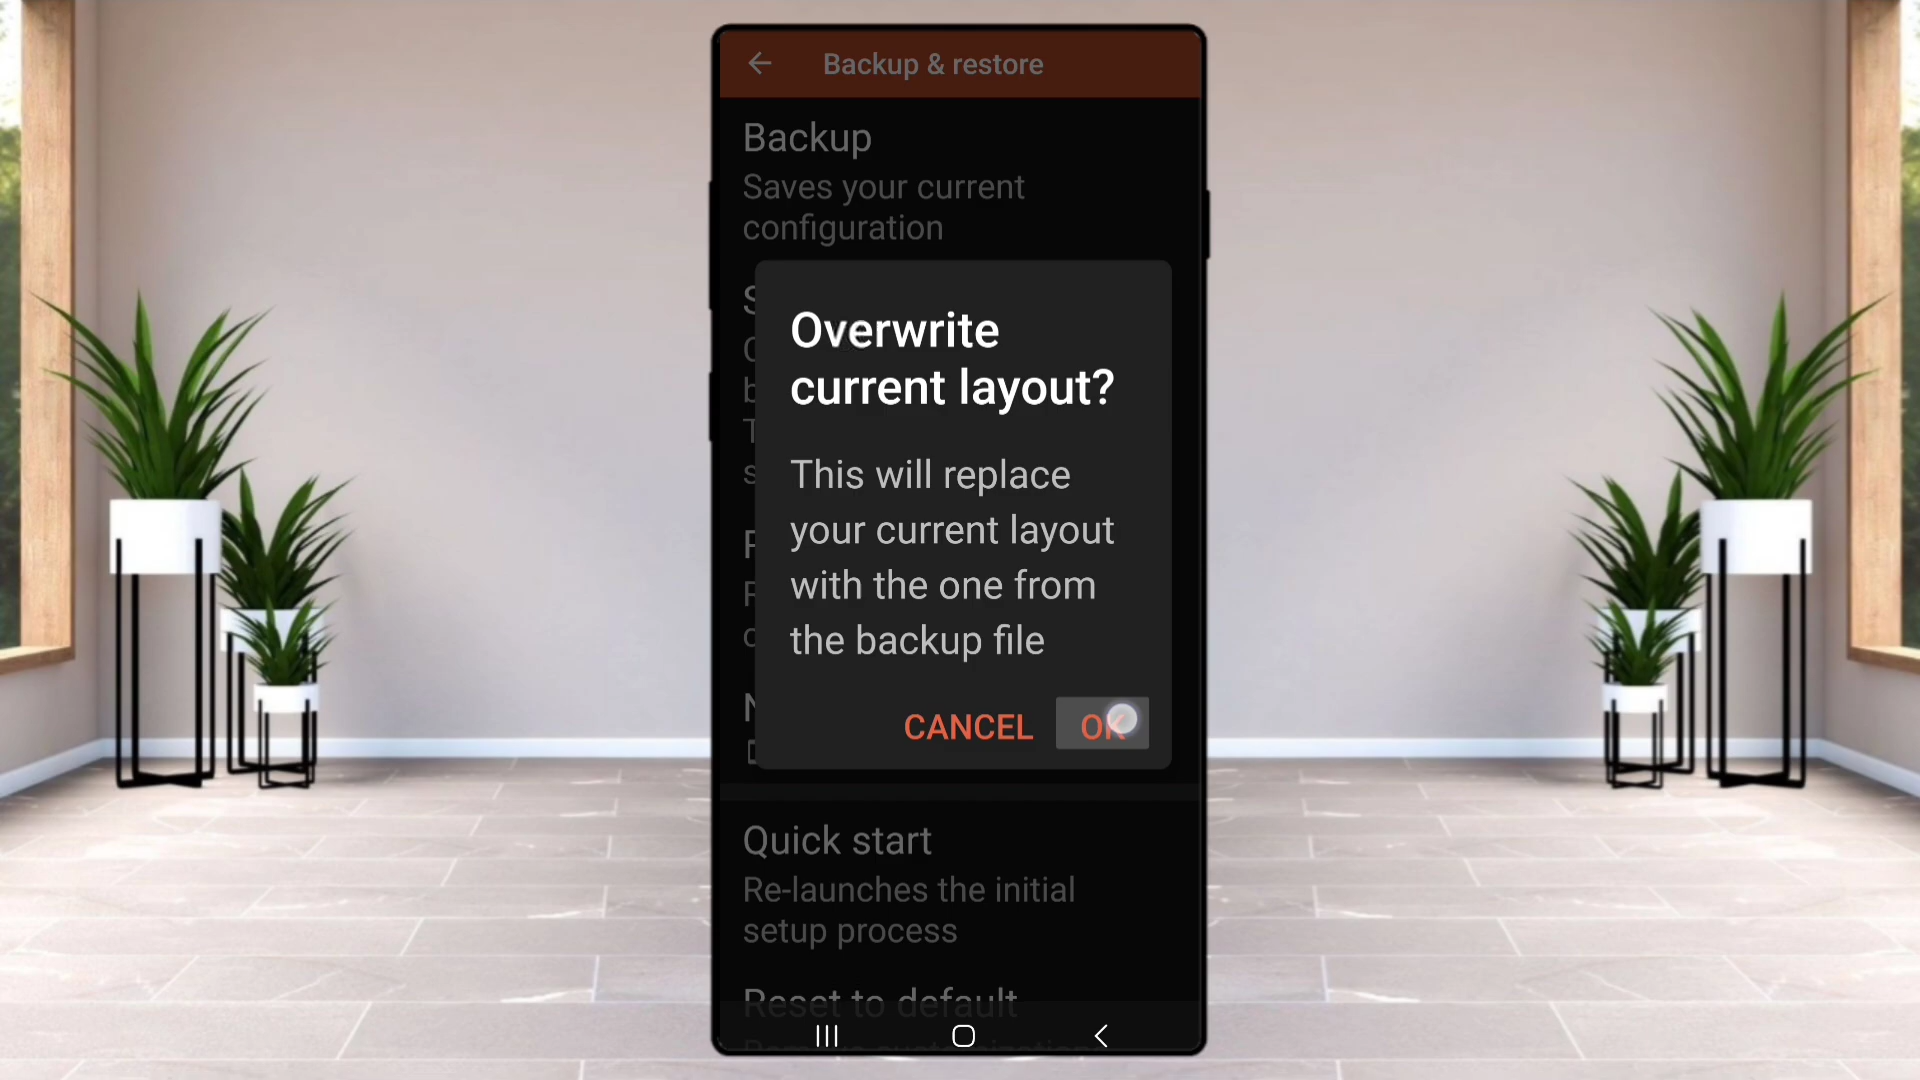 Backup & restore
Backup
Saves your current
configuration
Overwrite
current layout?
This will replace
your current layout
with the one from
the backup file
CANCEL OK
Quick start
Re-launches the initial
setup process
Reset to default